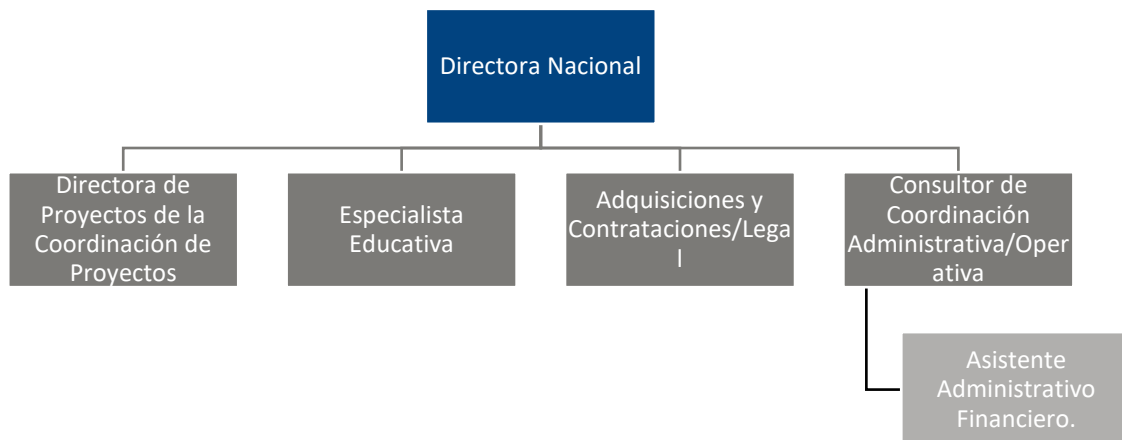 Directora Nacional
Directora de
Proyectos de la
Coordinación de
Proyectos
Especialista
Educativa
Adquisiciones y
Contrataciones/Lega
l
Consultor de
Coordinación
Administrativa/Oper
ativa
Asistente
Administrativo
Financiero.